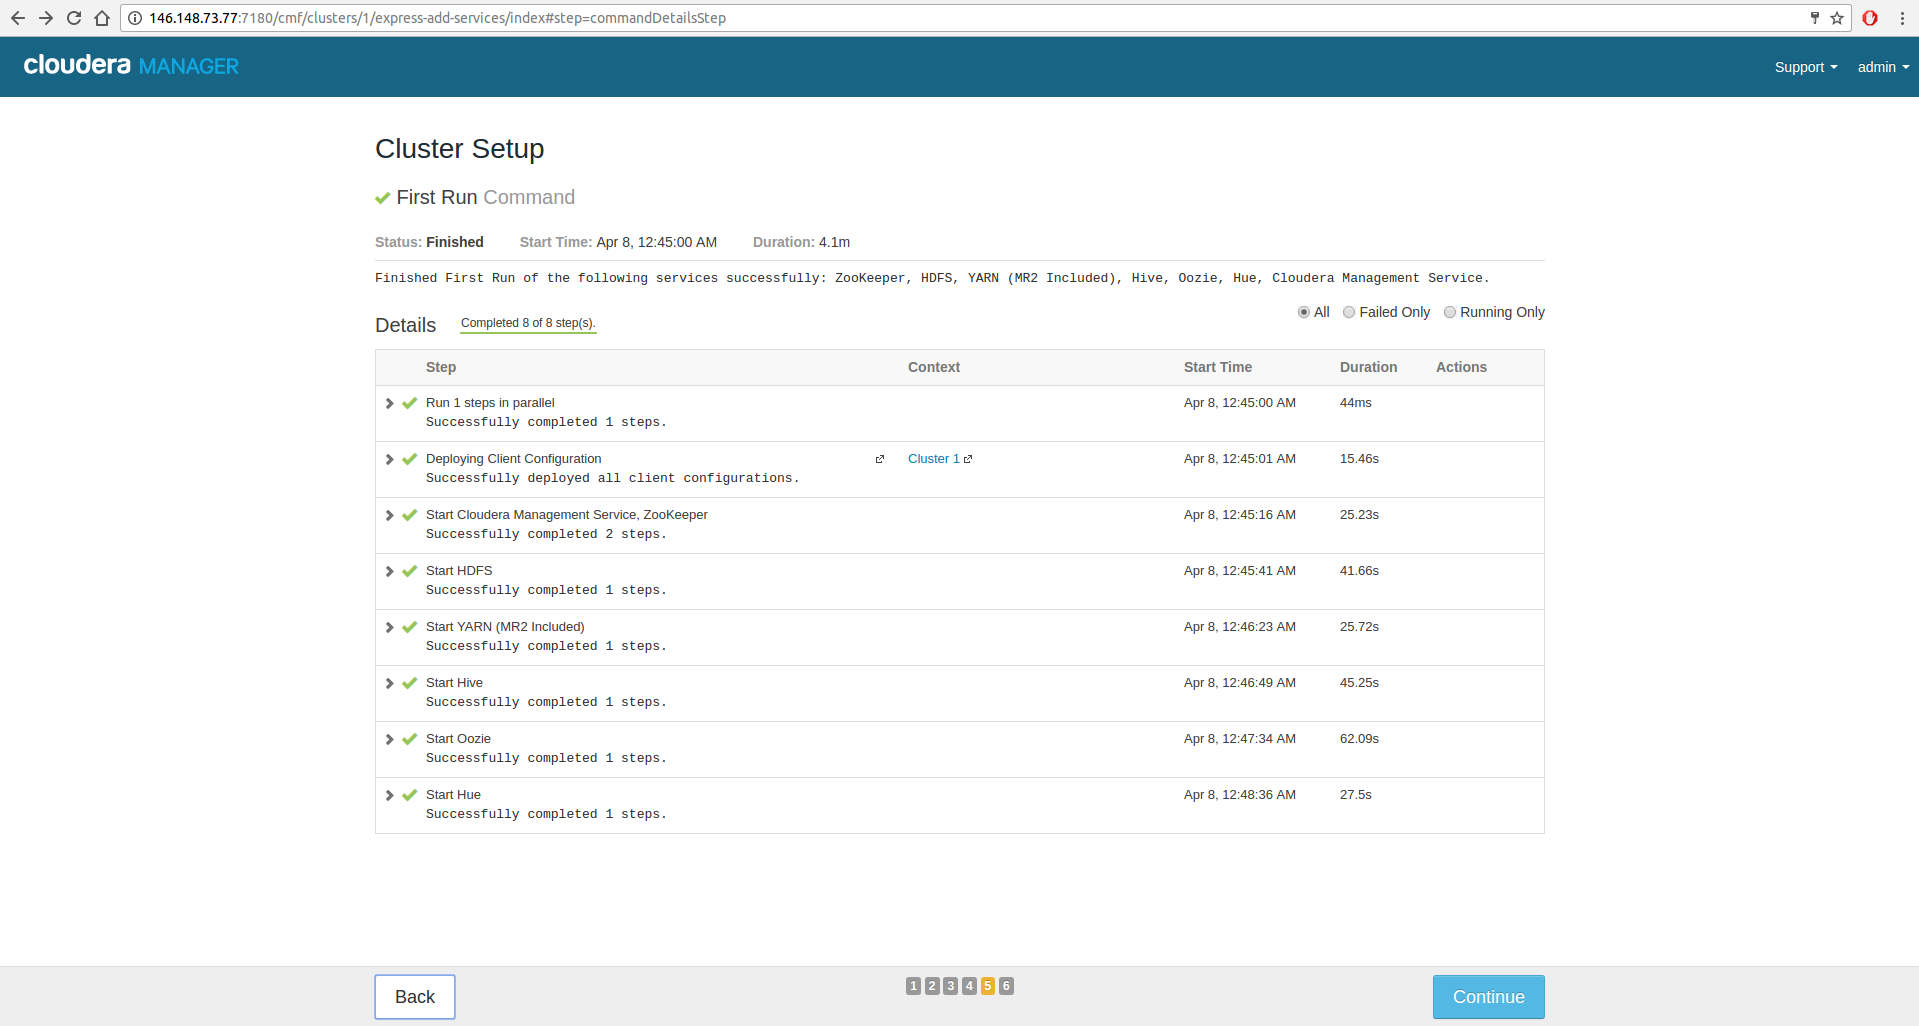 146.148.73.77:7180/cmf/clusters/1/express-add-services/index#step=commandDetailsStep
cloudera MANAGER
Support admin
Cluster Setup
First Run Command
Status: Finished Start Time: Apr 8, 12:45:00 AM Duration: 4.1m
Finished First Run of the following services successfully: ZooKeeper, HDFS, YARN (MR2 Included), Hive, Oozie, Hue, Cloudera Management Service.
Details Completed 8 of 8 step(s). All Failed Only Running Only
Step Context Start Time Duration Actions
Run 1 steps in parallel Apr 8, 12:45:00 AM 44ms
Successfully completed 1 steps.
Deploying Client Configuration Cluster 1 Apr 8, 12:45:01 AM 15.46s
Successfully deployed all client configurations.
Start Cloudera Management Service, ZooKeeper Apr 8, 12:45:16 AM 25.23s
Successfully completed 2 steps.
Start HDFS Apr 8, 12:45:41 AM 41.66s
Successfully completed 1 steps.
Start YARN (MR2 Included) Apr 8, 12:46:23 AM 25.72s
Successfully completed 1 steps.
Start Hive Apr 8, 12:46:49 AM 45.25s
Successfully completed 1 steps.
Start Oozie Apr 8, 12:47:34 AM 62.09s
Successfully completed 1 steps.
Start Hue Apr 8, 12:48:36 AM 27.5s
Successfully completed 1 steps.
Back 1 2 3 4 5 6 Continue